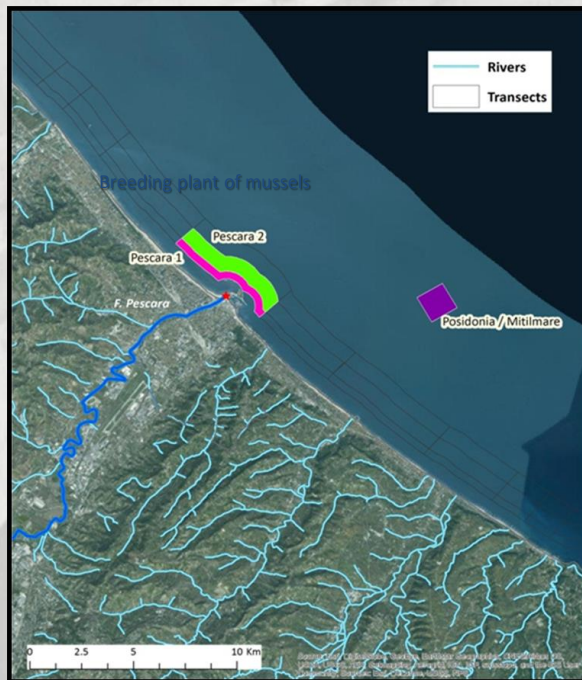 Rivers
Transects
Breeding plant of mussels
Pescara 2
Pescara 1
F. Pescara
Posidonia / Mitilmare
0 2.5 5 10 Km